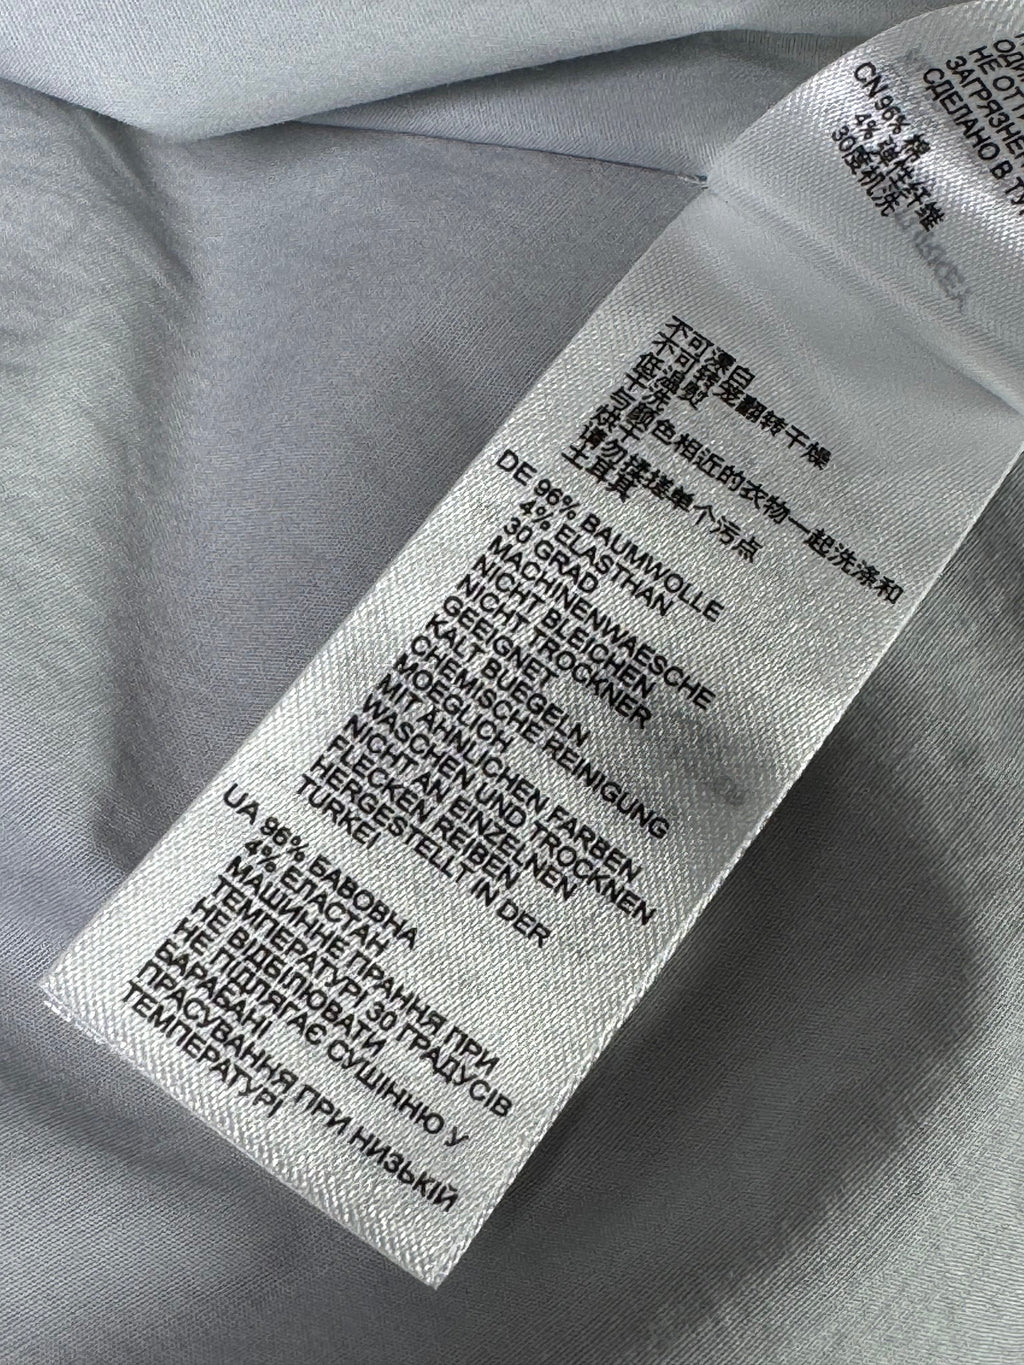 ОДИ
НЕ ОТ
ЗАГРЯЗНЕ
СДЕЛАНО В ТУ
CN 96% 棉
4% 弹性纤维
30度机洗
不可漂白
不可转笼翻转干燥
低温熨
干洗
与颜色相近的衣物一起洗涤和
烘干
请勿揉搓单个污点
土耳其
DE 96% BAUMWOLLE
4% ELASTHAN
30 GRAD
MACHINENWAESCHE
NICHT BLEICHEN
NICHT TROCKNER
GEEIGNET
KALT BUEGELN
CHEMISCHE REINIGUNG
MOEGLICH
MIT AHNLICHEN FARBEN
WASCHEN UND TROCKNEN
NICHT AN EINZELNEN
FLECKEN REIBEN
HERGESTELLT IN DER
TURKEI
UA 96% БАВОВНА
4% ЕЛАСТАН
МАШИННЕ ПРАННЯ ПРИ
ТЕМПЕРАТУРІ 30 ГРАДУСІВ
НЕ ВІДБІЛЮВАТИ
НЕ ПІДЛЯГАЄ СУШІННЮ У
БАРАБАНІ
ПРАСУВАННЯ ПРИ НИЗЬКІЙ
ТЕМПЕРАТУРІ